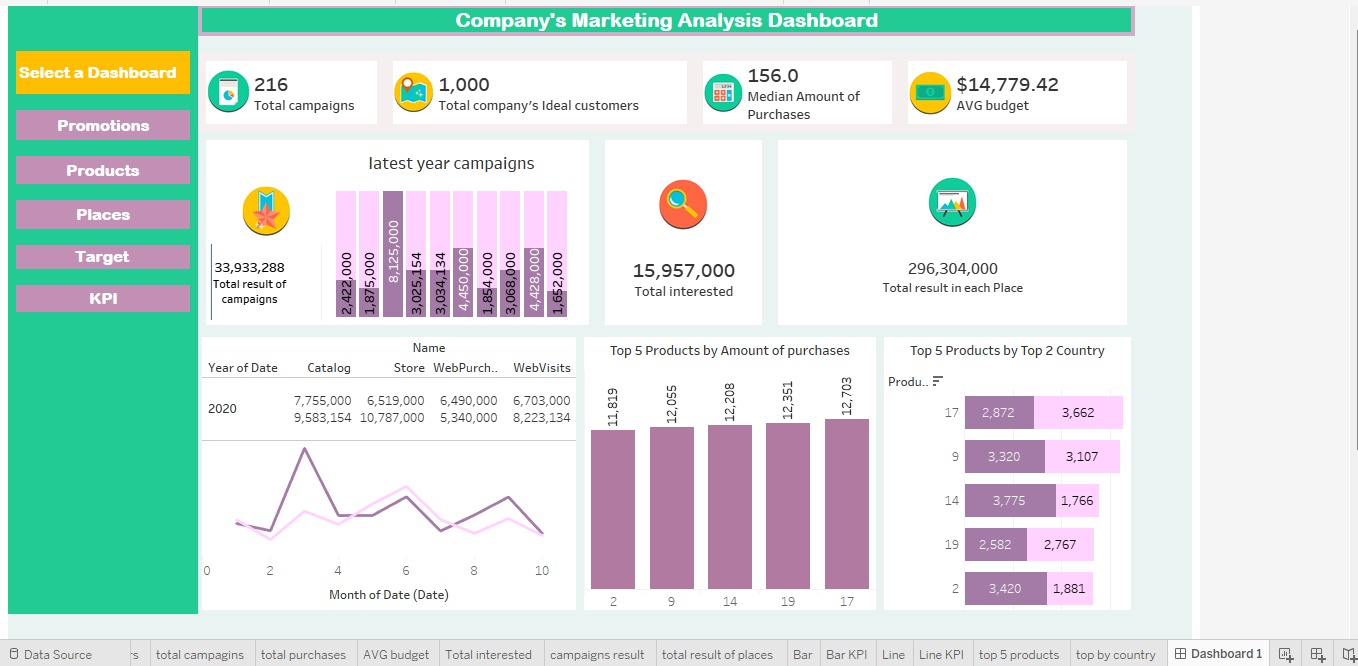 Company's Marketing Analysis Dashboard
Select a Dashboard
Promotions
Products
Places
Target
KPI
216
Total campaigns
1,000
Total company's Ideal customers
156.0
Median Amount of
Purchases
$14,779.42
AVG budget
latest year campaigns
33,933,288
Total result of
campaigns
2,422,000
1,875,000
8,125,000
3,025,154
3,034,134
4,450,000
1,854,000
3,068,000
4,428,000
1,652,000
15,957,000
Total interested
296,304,000
Total result in each Place
Name
Year of Date Catalog Store WebPurch.. WebVisits
2020
7,755,000 6,519,000 6,490,000 6,703,000
9,583,154 10,787,000 5,340,000 8,223,134
0 2 4 6 8 10
Month of Date (Date)
Top 5 Products by Amount of purchases
11,819 12,055 12,208 12,351 12,703
2 9 14 19 17
Top 5 Products by Top 2 Country
Produ..
17 2,872 3,662
9 3,320 3,107
14 3,775 1,766
19 2,582 2,767
2 3,420 1,881
Data Source rs total campagins total purchases AVG budget Total interested campaigns result total result of places Bar Bar KPI Line Line KPI top 5 products top by country Dashboard 1